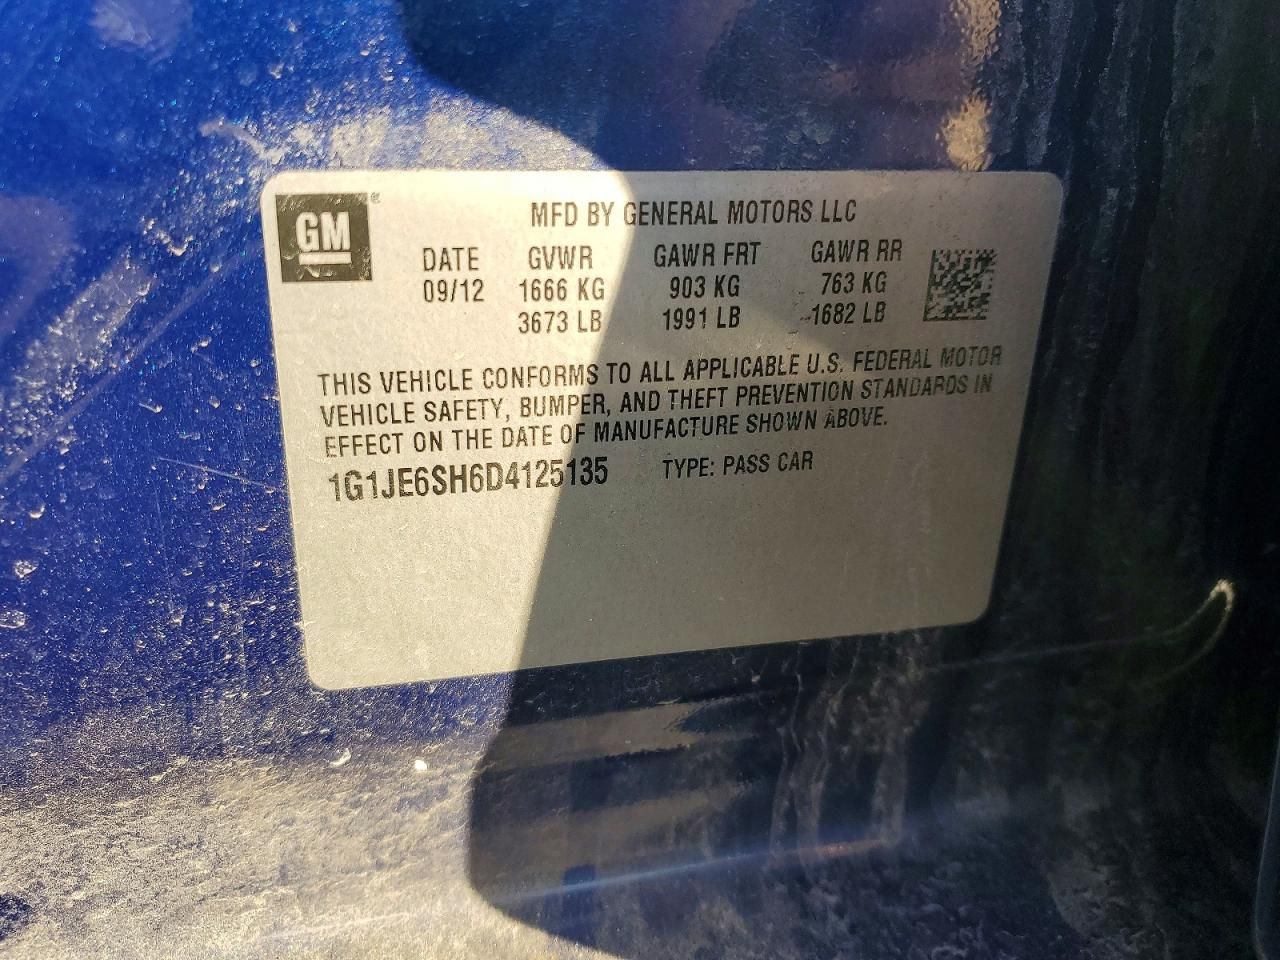 GM®
MFD BY GENERAL MOTORS LLC
DATE GVWR GAWR FRT GAWR RR
09/12 1666 KG 903 KG 763 KG
3673 LB 1991 LB 1682 LB
THIS VEHICLE CONFORMS TO ALL APPLICABLE U.S. FEDERAL MOTOR
VEHICLE SAFETY, BUMPER, AND THEFT PREVENTION STANDARDS IN
EFFECT ON THE DATE OF MANUFACTURE SHOWN ABOVE.
1G1JE6SH6D4125135 TYPE: PASS CAR